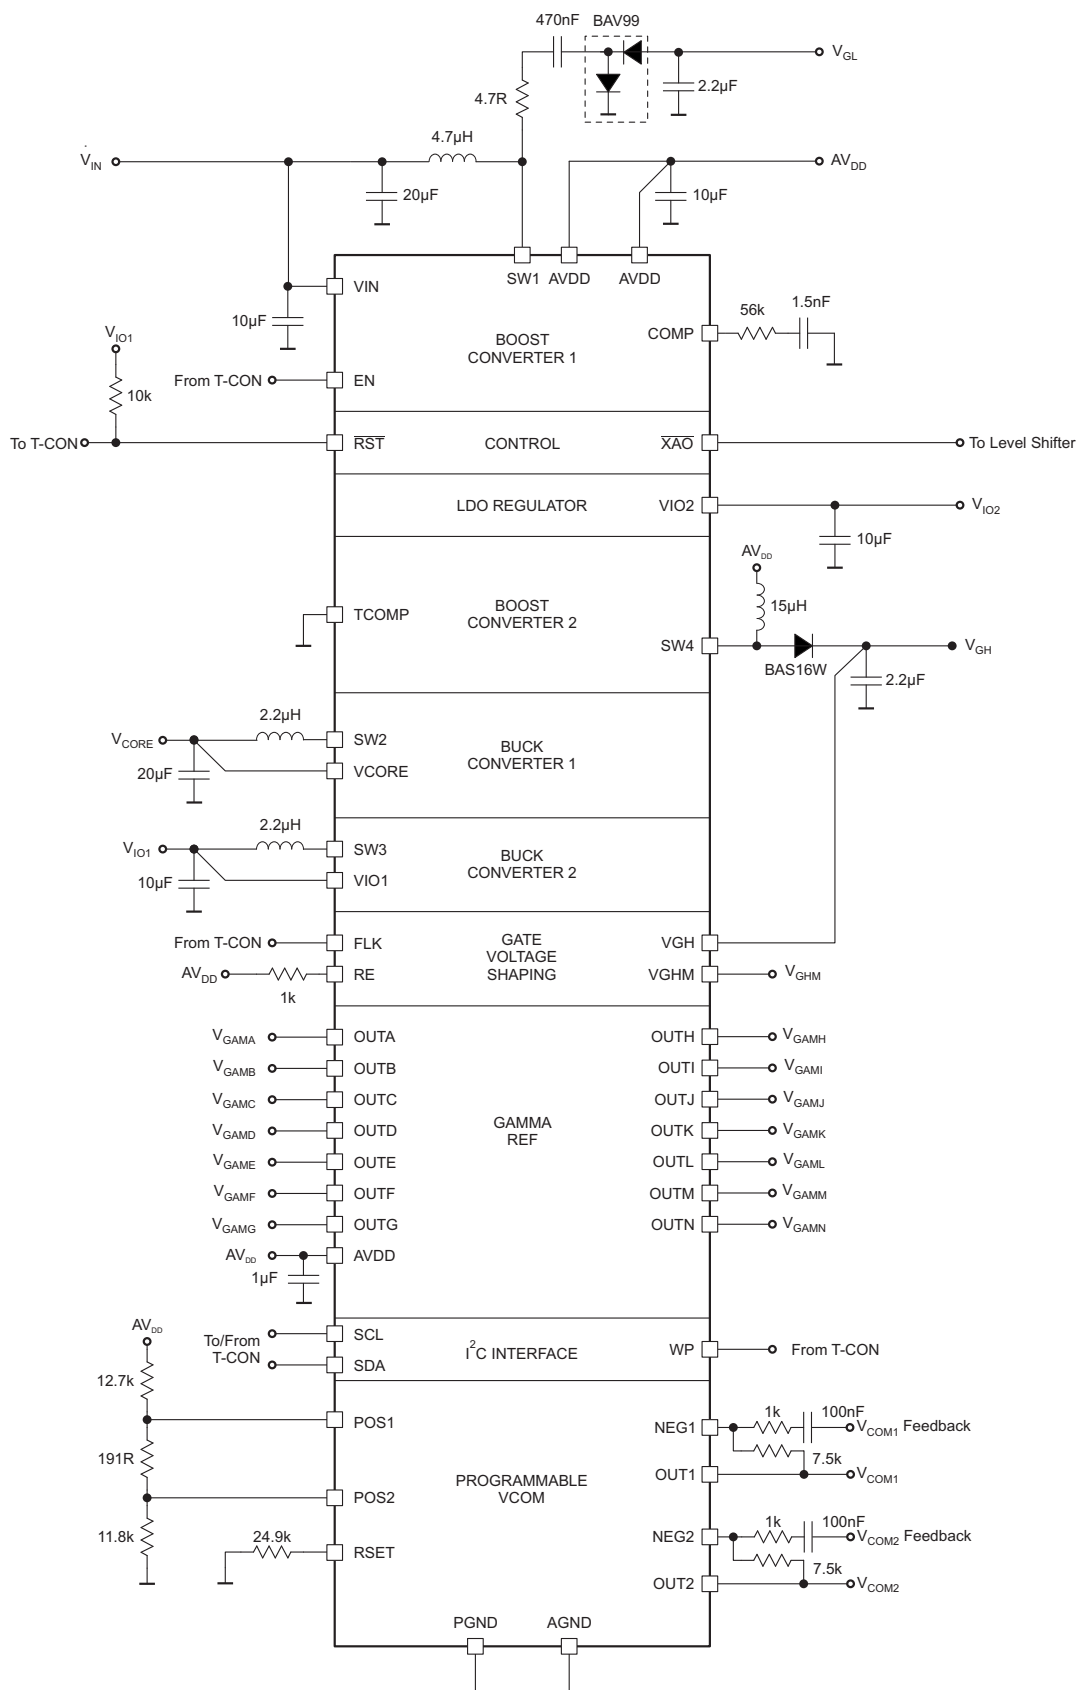 470nF BAV99
V_GL
4.7R
2.2µF
4.7µH
V_IN
AV_DD
20µF
10µF
SW1 AVDD AVDD
VIN
10µF
BOOST
CONVERTER 1
COMP
56k
1.5nF
V_IO1
10k
From T-CON
EN
To T-CON
RST
CONTROL
XAO
To Level Shifter
LDO REGULATOR
VIO2
V_IO2
10µF
AV_DD
15µH
TCOMP
BOOST
CONVERTER 2
SW4
BAS16W
V_GH
2.2µF
2.2µH
V_CORE
SW2
20µF
VCORE
BUCK
CONVERTER 1
2.2µH
V_IO1
SW3
10µF
VIO1
BUCK
CONVERTER 2
From T-CON
FLK
AV_DD
1k
RE
GATE
VOLTAGE
SHAPING
VGH
VGHM
V_GHM
V_GAMA OUTA
V_GAMB OUTB
V_GAMC OUTC
V_GAMD OUTD
V_GAME OUTE
V_GAMF OUTF
V_GAMG OUTG
AV_DD AVDD
1µF
GAMMA
REF
OUTH V_GAMH
OUTI V_GAMI
OUTJ V_GAMJ
OUTK V_GAMK
OUTL V_GAML
OUTM V_GAMM
OUTN V_GAMN
To/From
T-CON
SCL
SDA
I²C INTERFACE
WP
From T-CON
AV_DD
12.7k
POS1
191R
POS2
11.8k
24.9k
RSET
PROGRAMMABLE
VCOM
NEG1
1k
100nF
V_COM1 Feedback
7.5k
OUT1
V_COM1
NEG2
1k
100nF
V_COM2 Feedback
7.5k
OUT2
V_COM2
PGND AGND